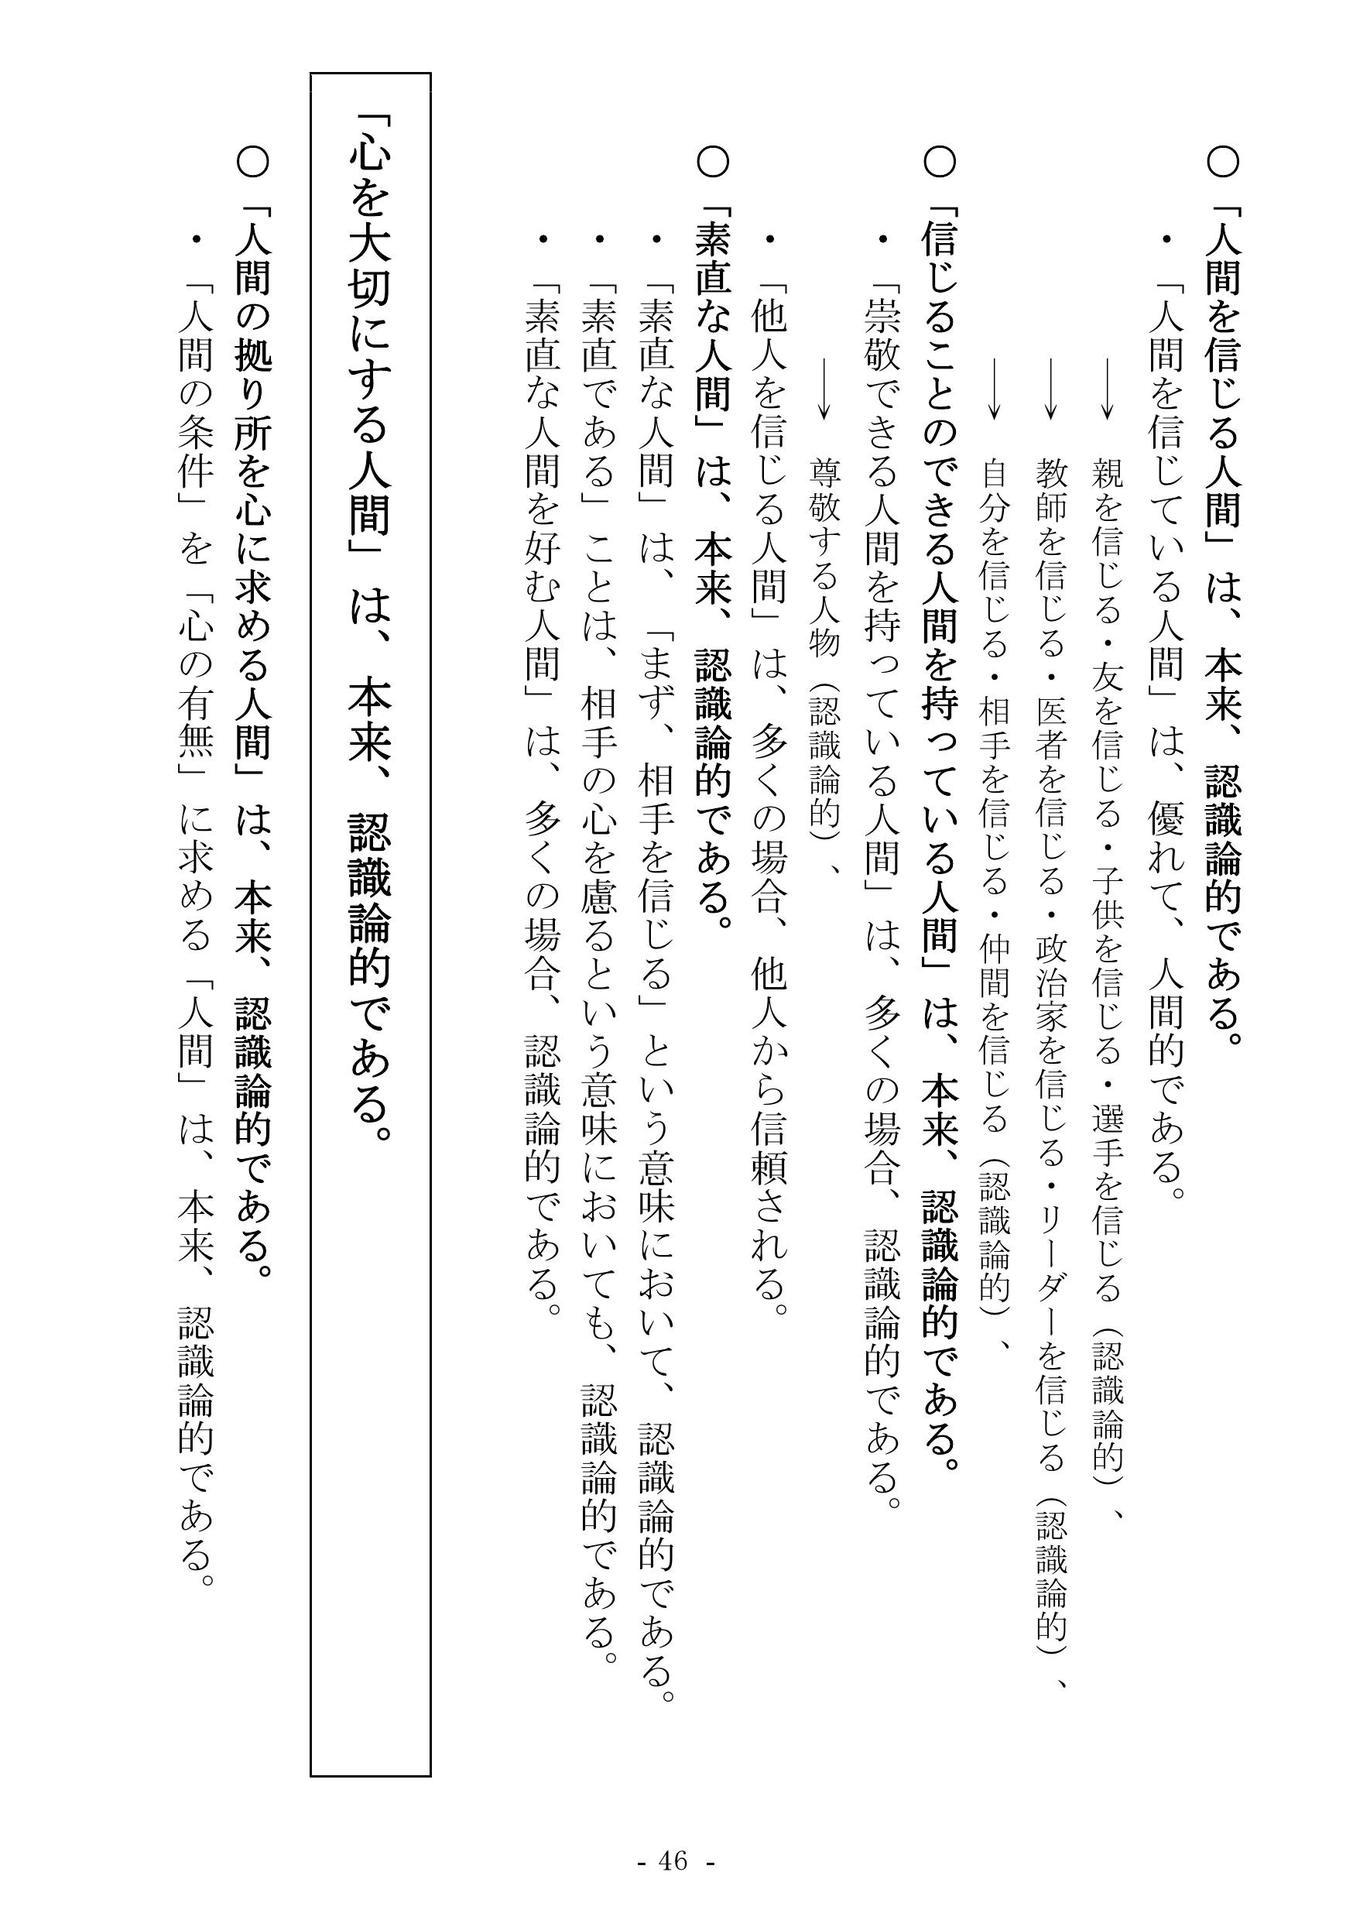 ○「人間を信じる人間」は、本来、認識論的である。
・「人間を信じている人間」は、優れて、人間的である。
→ 親を信じる・友を信じる・子供を信じる・選手を信じる（認識論的）、
→ 教師を信じる・医者を信じる・政治家を信じる・リーダーを信じる（認識論的）、
→ 自分を信じる・相手を信じる・仲間を信じる（認識論的）、
○「信じることのできる人間を持っている人間」は、本来、認識論的である。
・「崇敬できる人間を持っている人間」は、多くの場合、認識論的である。
→ 尊敬する人物（認識論的）、
・「他人を信じる人間」は、多くの場合、他人から信頼される。
○「素直な人間」は、本来、認識論的である。
・「素直な人間」は、「まず、相手を信じる」という意味において、認識論的である。
・「素直である」ことは、相手の心を慮るという意味においても、認識論的である。
・「素直な人間を好む人間」は、多くの場合、認識論的である。
「心を大切にする人間」は、本来、認識論的である。
○「人間の拠り所を心に求める人間」は、本来、認識論的である。
・「人間の条件」を「心の有無」に求める「人間」は、本来、認識論的である。
- 46 -